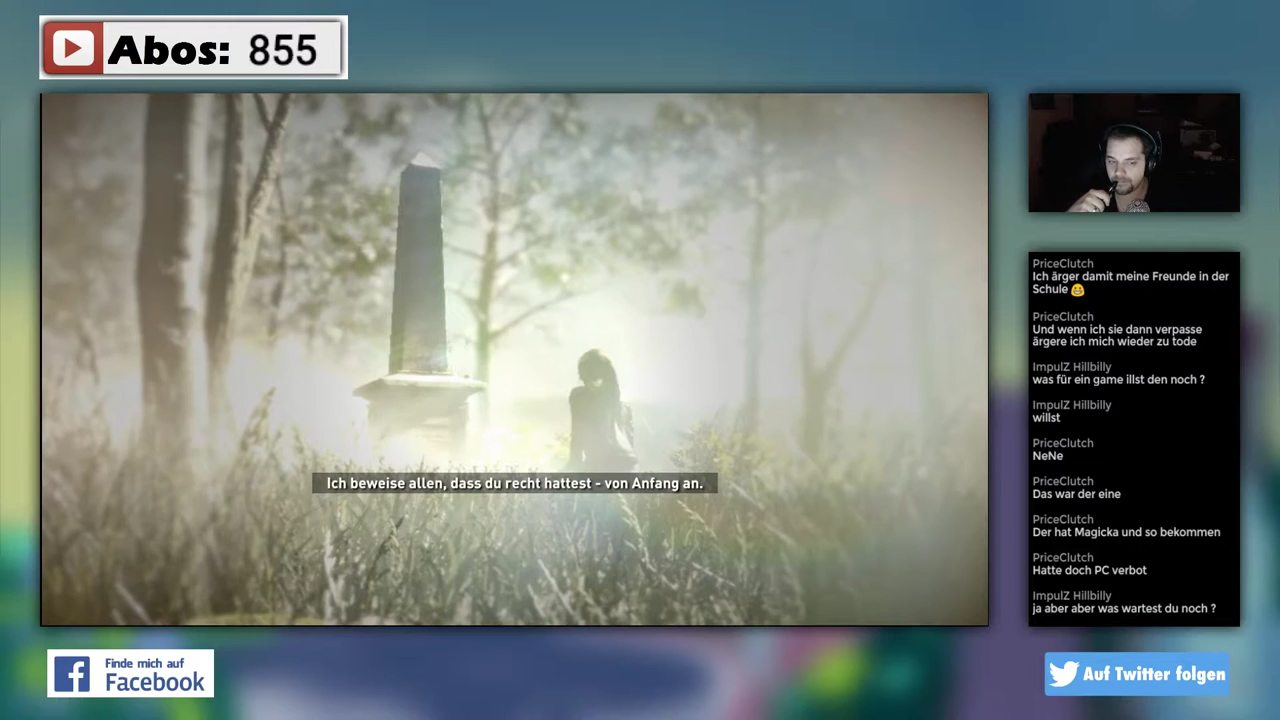 Abos: 855
Ich beweise allen, dass du recht hattest - von Anfang an.
PriceClutch
Ich ärger damit meine Freunde in der
Schule
PriceClutch
Und wenn ich sie dann verpasse
ärgere ich mich wieder zu tode
ImpulZ Hillbilly
was für ein game illst den noch ?
ImpulZ Hillbilly
willst
PriceClutch
NeNe
PriceClutch
Das war der eine
PriceClutch
Der hat Magicka und so bekommen
PriceClutch
Hatte doch PC verbot
ImpulZ Hillbilly
ja aber aber was wartest du noch ?
Finde mich auf
Facebook
Auf Twitter folgen